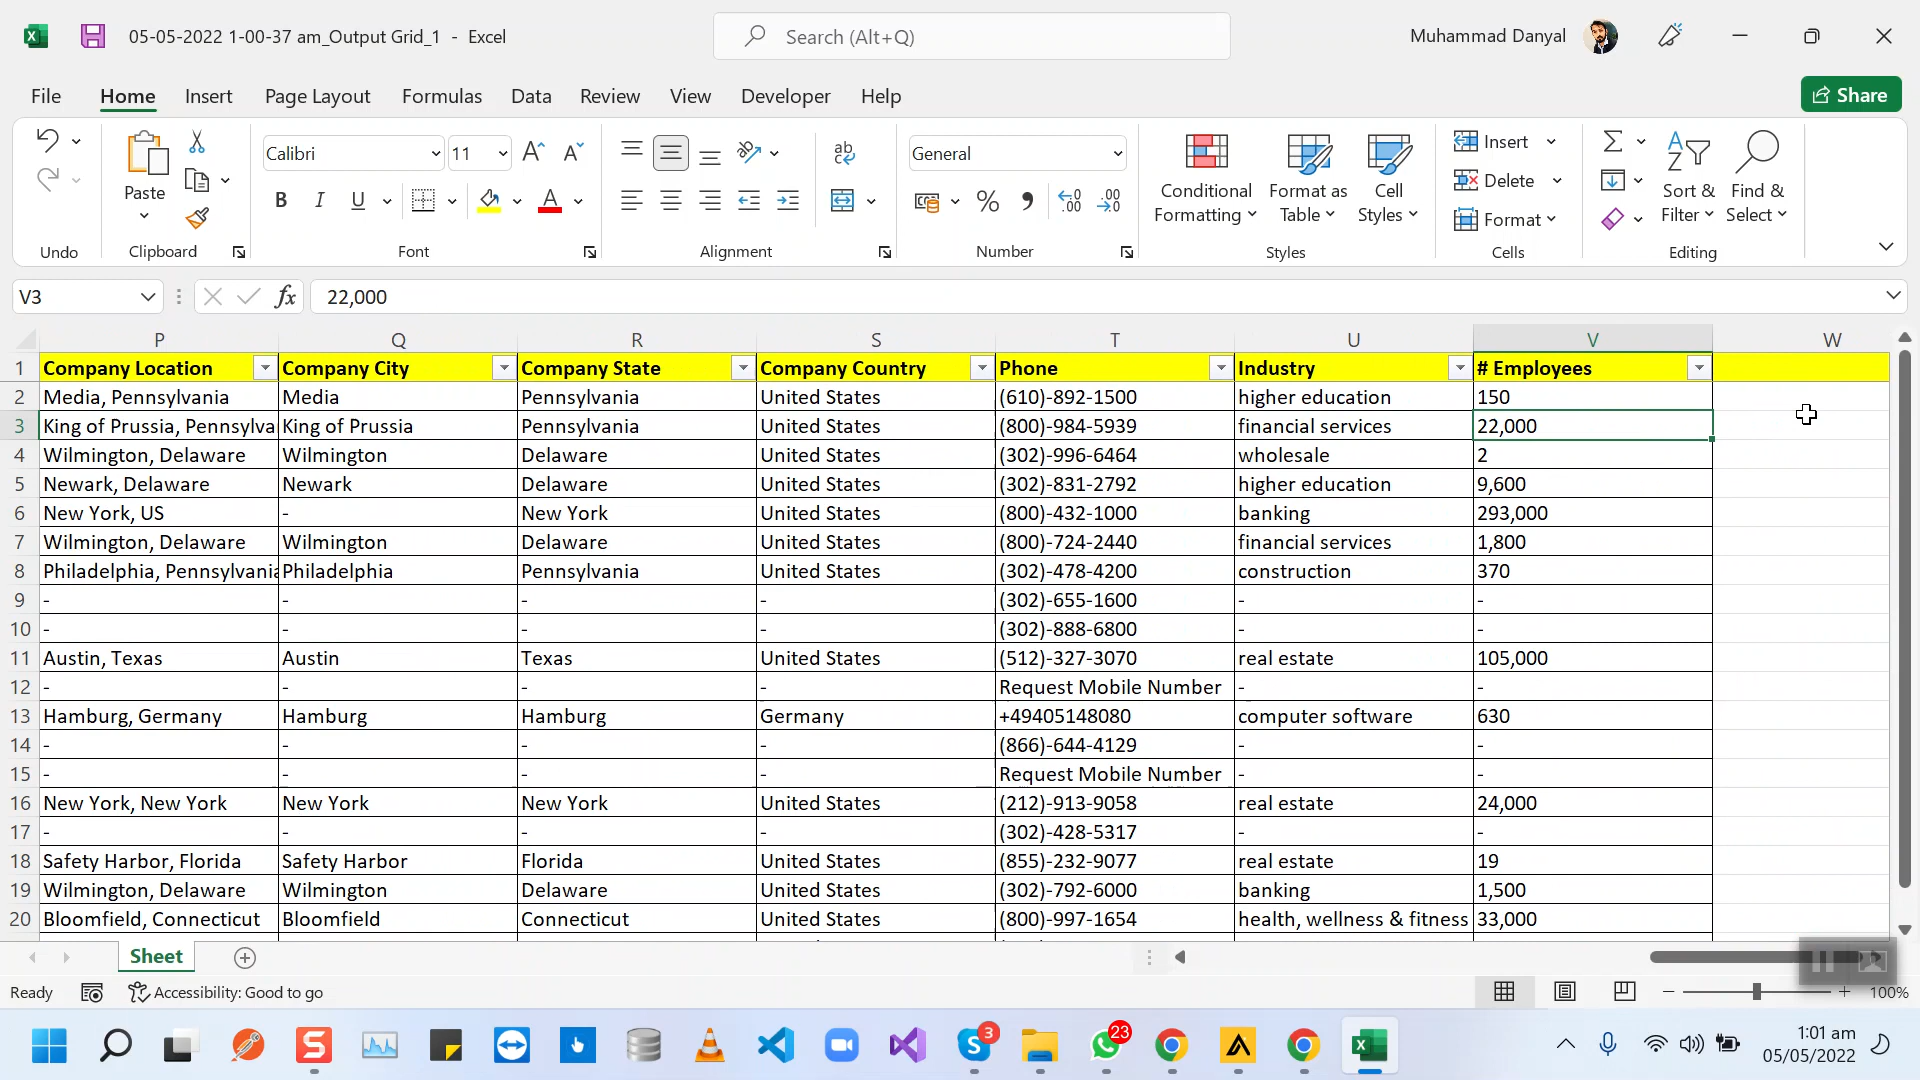 05-05-2022 1-00-37 am_Output Grid_1 - Excel
Search (Alt+Q)
Muhammad Danyal
File Home Insert Page Layout Formulas Data Review View Developer Help
Share
Undo
Paste
Clipboard
Calibri 11
B I U A
Font
ab
Alignment
General
Number
Conditional Formatting
Format as Table
Cell Styles
Styles
Insert
Delete
Format
Cells
Sort & Filter
Find & Select
Editing
V3 fx 22,000
P Q R S T U V W
1 Company Location Company City Company State Company Country Phone Industry # Employees
2 Media, Pennsylvania Media Pennsylvania United States (610)-892-1500 higher education 150
3 King of Prussia, Pennsylva King of Prussia Pennsylvania United States (800)-984-5939 financial services 22,000
4 Wilmington, Delaware Wilmington Delaware United States (302)-996-6464 wholesale 2
5 Newark, Delaware Newark Delaware United States (302)-831-2792 higher education 9,600
6 New York, US - New York United States (800)-432-1000 banking 293,000
7 Wilmington, Delaware Wilmington Delaware United States (800)-724-2440 financial services 1,800
8 Philadelphia, Pennsylvania Philadelphia Pennsylvania United States (302)-478-4200 construction 370
9 - - - - (302)-655-1600 - -
10 - - - - (302)-888-6800 - -
11 Austin, Texas Austin Texas United States (512)-327-3070 real estate 105,000
12 - - - - Request Mobile Number - -
13 Hamburg, Germany Hamburg Hamburg Germany +49405148080 computer software 630
14 - - - - (866)-644-4129 - -
15 - - - - Request Mobile Number - -
16 New York, New York New York New York United States (212)-913-9058 real estate 24,000
17 - - - - (302)-428-5317 - -
18 Safety Harbor, Florida Safety Harbor Florida United States (855)-232-9077 real estate 19
19 Wilmington, Delaware Wilmington Delaware United States (302)-792-6000 banking 1,500
20 Bloomfield, Connecticut Bloomfield Connecticut United States (800)-997-1654 health, wellness & fitness 33,000
Sheet
Ready Accessibility: Good to go 100%
3 23
1:01 am
05/05/2022